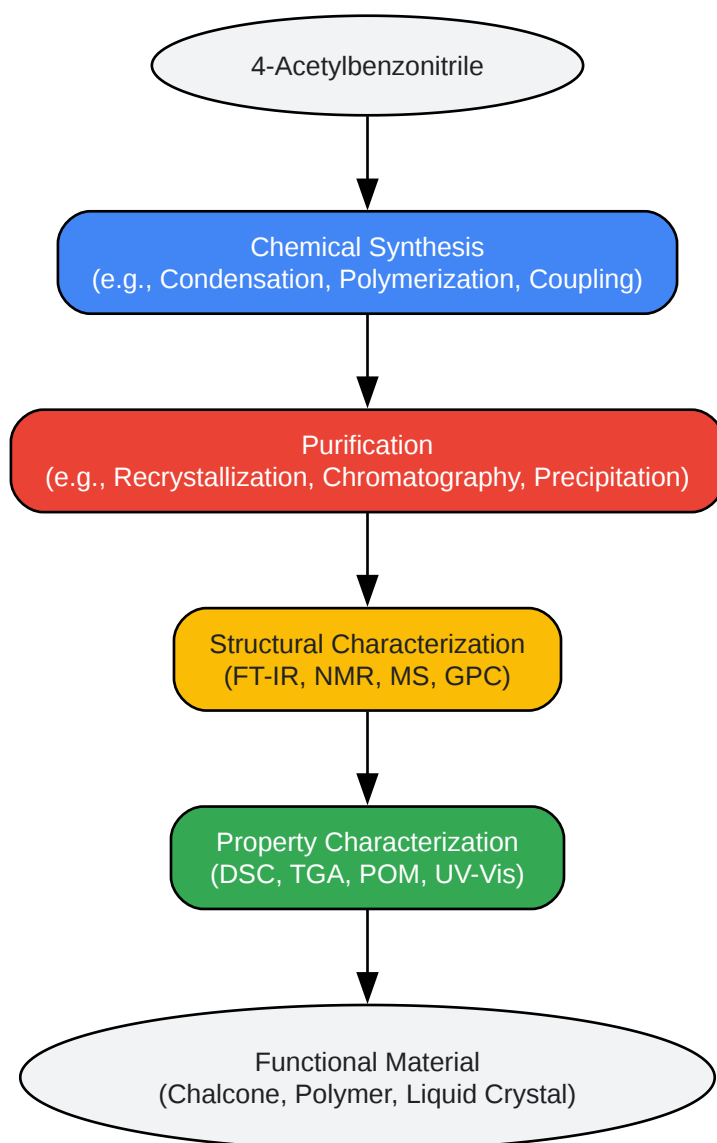 4-Acetylbenzonitrile
Chemical Synthesis
(e.g., Condensation, Polymerization, Coupling)
Purification
(e.g., Recrystallization, Chromatography, Precipitation)
Structural Characterization
(FT-IR, NMR, MS, GPC)
Property Characterization
(DSC, TGA, POM, UV-Vis)
Functional Material
(Chalcone, Polymer, Liquid Crystal)